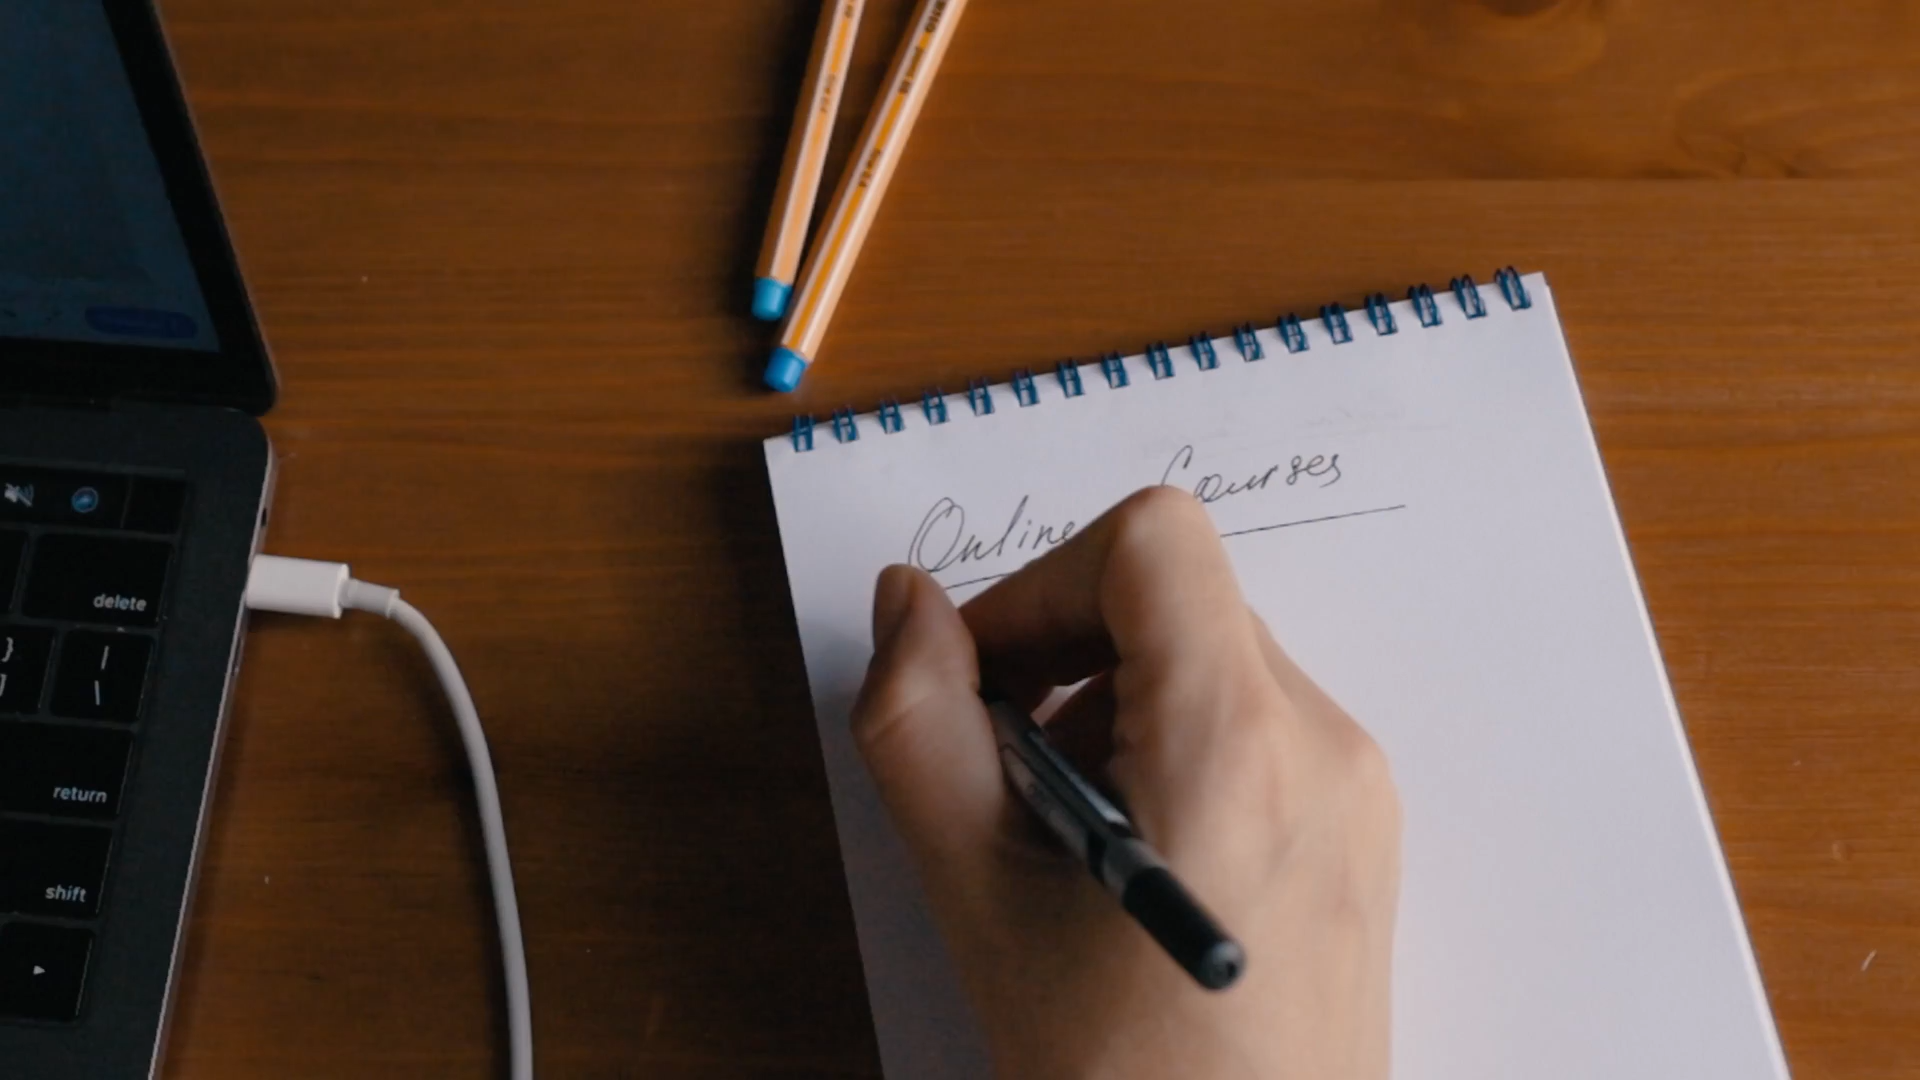 Online Courses
delete
}
]
|
\
return
shift